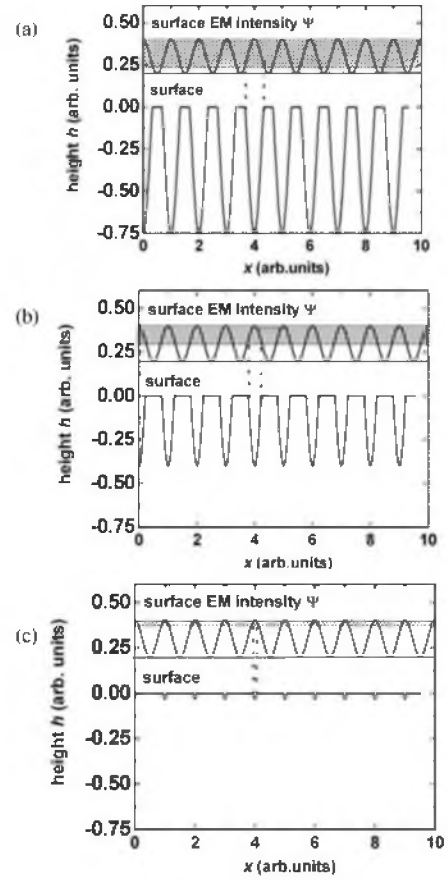 (a)
surface EM intensity Ψ
surface
height h (arb. units)
0.50
0.25
0.00
-0.25
-0.50
-0.75
0 2 4 6 8 10
x (arb.units)
(b)
surface EM Intensity Ψ
surface
height h (arb. units)
0.50
0.25
0.00
-0.25
-0.50
-0.75
0 2 4 6 8 10
x (arb.units)
(c)
surface EM intensity Ψ
surface
height h (arb. units)
0.50
0.25
0.00
-0.25
-0.50
-0.75
0 2 4 6 8 10
x (arb.units)